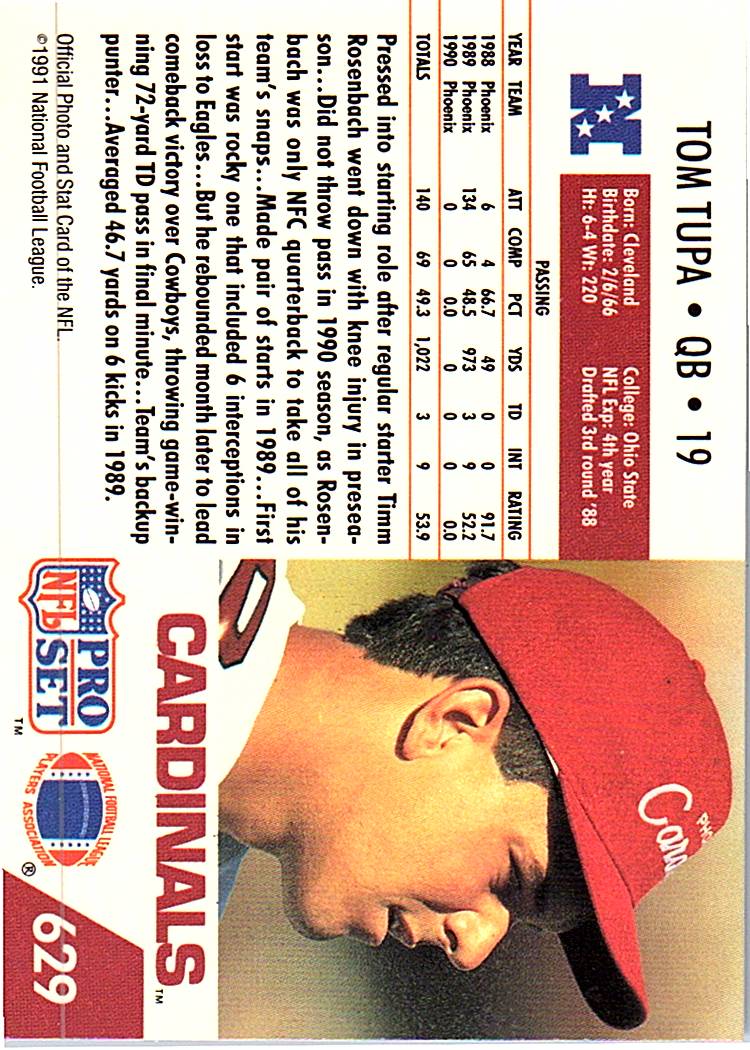 TOM TUPA • QB • 19
Born: Cleveland
Birthdate: 2/6/66
Ht: 6-4 Wt: 220
College: Ohio State
NFL Exp: 4th year
Drafted 3rd round '88
PASSING
YEAR TEAM ATT COMP PCT YDS TD INT RATING
1988 Phoenix 6 4 66.7 49 0 0 91.7
1989 Phoenix 134 65 48.5 973 3 9 52.2
1990 Phoenix 0 0 0.0 0 0 0 0.0
TOTALS 140 69 49.3 1,022 3 9 53.9
Pressed into starting role after regular starter Timm
Rosenbach went down with knee injury in presea-
son...Did not throw pass in 1990 season, as Rosen-
bach was only NFC quarterback to take all of his
team's snaps...Made pair of starts in 1989...First
start was rocky one that included 6 interceptions in
loss to Eagles...But he rebounded month later to lead
comeback victory over Cowboys, throwing game-win-
ning 72-yard TD pass in final minute...Team's backup
punter...Averaged 46.7 yards on 6 kicks in 1989.
Official Photo and Stat Card of the NFL.
©1991 National Football League.
PHO
Card
CARDINALS™
PRO
SET
NFL
™
NATIONAL FOOTBALL LEAGUE
PLAYERS ASSOCIATION
®
629